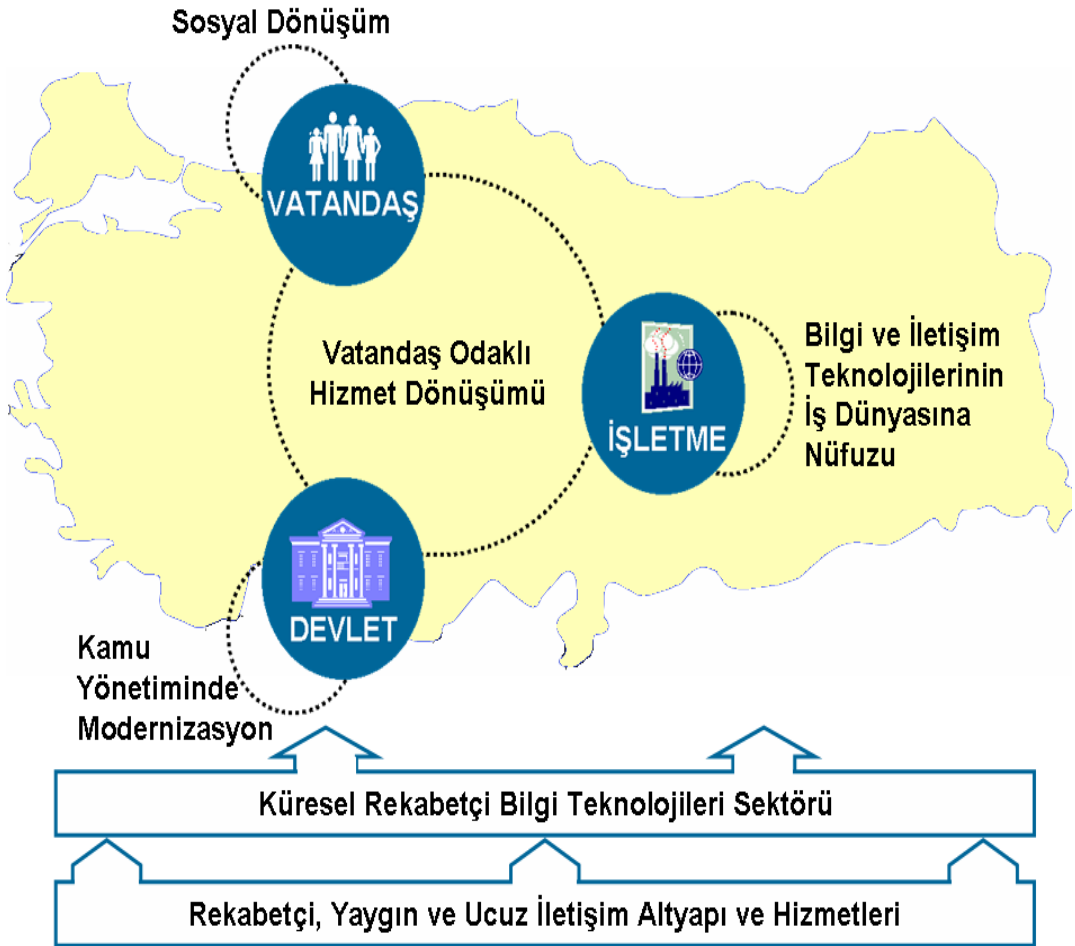 Sosyal Dönüşüm
VATANDAŞ
Vatandaş Odaklı
Hizmet Dönüşümü
İŞLETME
Bilgi ve İletişim
Teknolojilerinin
İş Dünyasına
Nüfuzu
DEVLET
Kamu
Yönetiminde
Modernizasyon
Küresel Rekabetçi Bilgi Teknolojileri Sektörü
Rekabetçi, Yaygın ve Ucuz İletişim Altyapı ve Hizmetleri